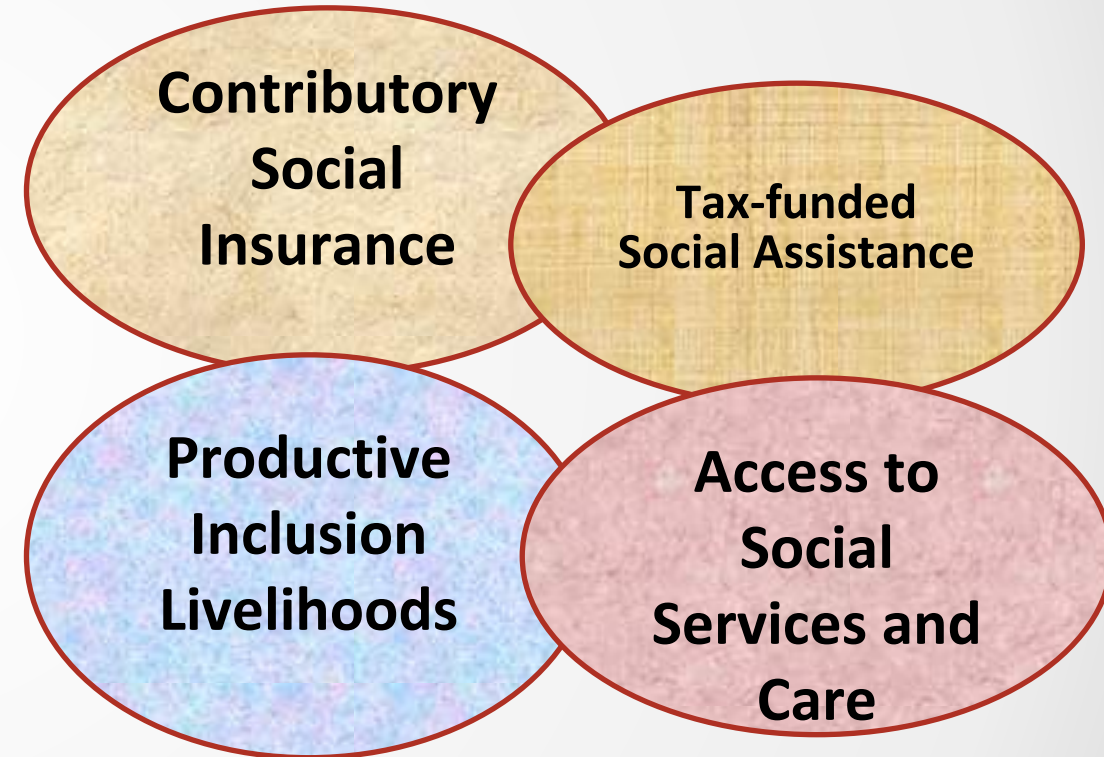 Contributory
Social
Insurance
Tax-funded
Social Assistance
Productive
Inclusion
Livelihoods
Access to
Social
Services and
Care